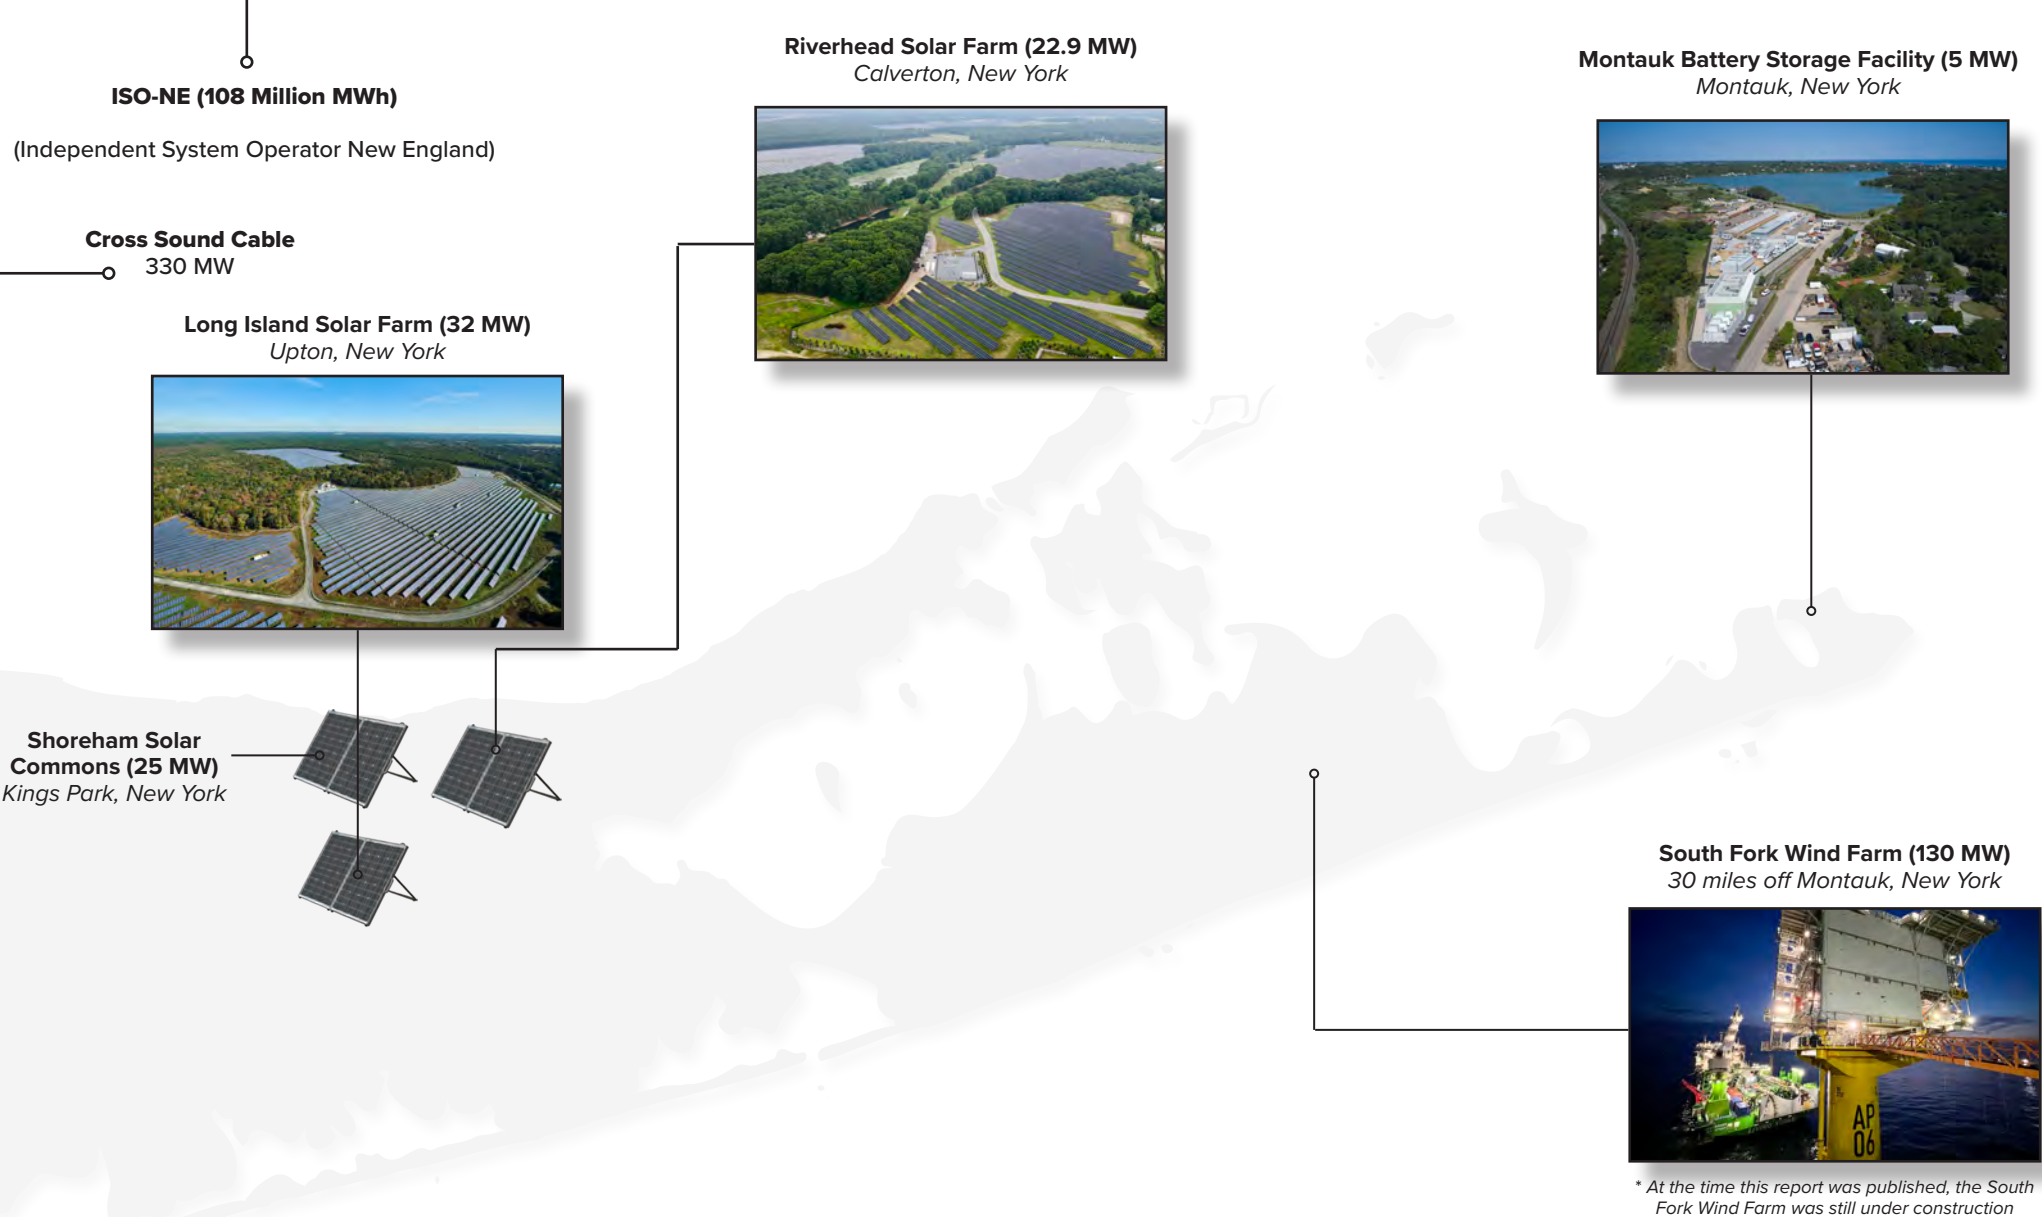 ISO-NE (108 Million MWh)
(Independent System Operator New England)
Cross Sound Cable
330 MW
Long Island Solar Farm (32 MW)
Upton, New York
Riverhead Solar Farm (22.9 MW)
Calverton, New York
Montauk Battery Storage Facility (5 MW)
Montauk, New York
Shoreham Solar
Commons (25 MW)
Kings Park, New York
South Fork Wind Farm (130 MW)
30 miles off Montauk, New York
AP
06
* At the time this report was published, the South
Fork Wind Farm was still under construction